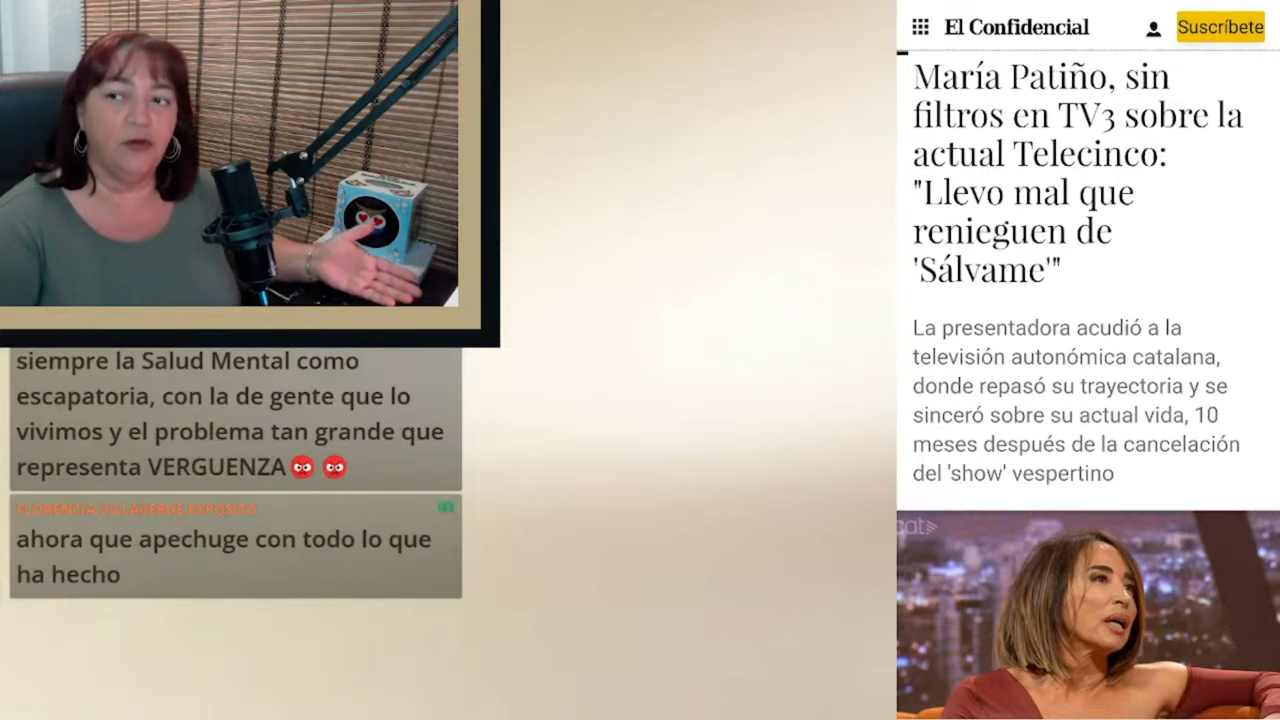 siempre la Salud Mental como
escapatoria, con la de gente que lo
vivimos y el problema tan grande que
representa VERGUENZA
FLORENCIA VILLAVERDE EXPOSITO
ahora que apechuge con todo lo que
ha hecho
El Confidencial
Suscríbete
María Patiño, sin
filtros en TV3 sobre la
actual Telecinco:
"Llevo mal que
renieguen de
'Sálvame'"
La presentadora acudió a la
televisión autonómica catalana,
donde repasó su trayectoria y se
sinceró sobre su actual vida, 10
meses después de la cancelación
del 'show' vespertino
cat